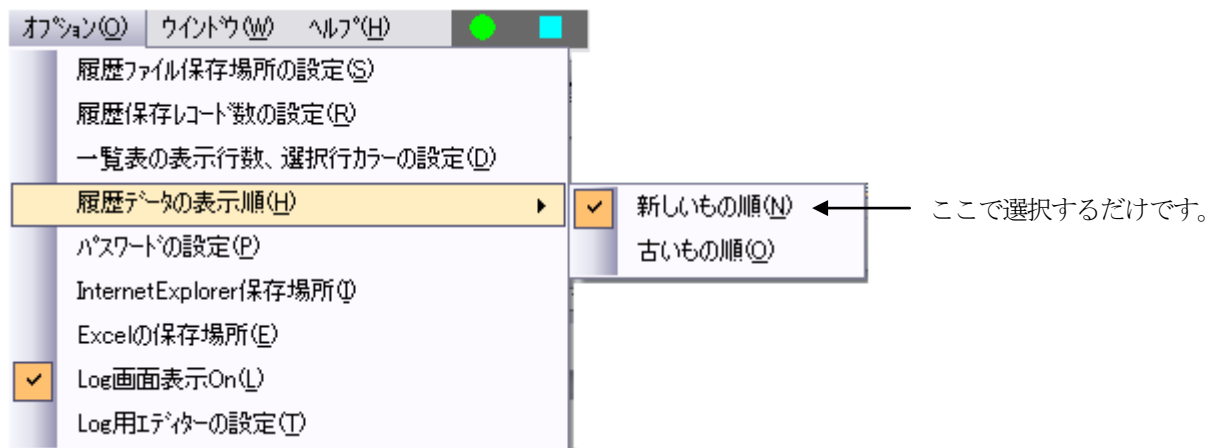 オプション(O) ウインドウ(W) ヘルプ(H)
履歴ファイル保存場所の設定(S)
履歴保存レコード数の設定(R)
一覧表の表示行数、選択行カラーの設定(D)
履歴データの表示順(H)
新しいもの順(N)
ここで選択するだけです。
古いもの順(O)
パスワードの設定(P)
InternetExplorer保存場所(I)
Excelの保存場所(E)
Log画面表示On(L)
Log用エディターの設定(T)